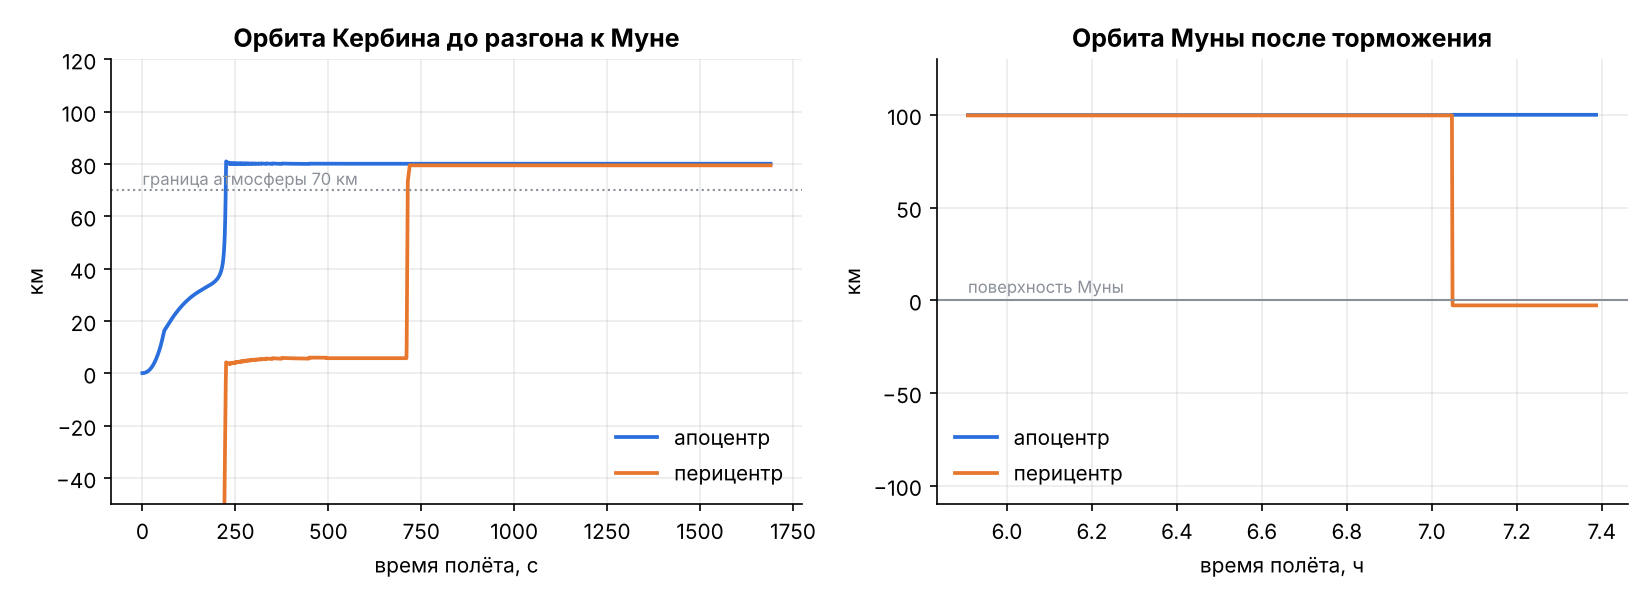 Орбита Кербина до разгона к Муне
120
100
80
60
40
20
0
−20
−40
км
граница атмосферы 70 км
апоцентр
перицентр
0 250 500 750 1000 1250 1500 1750
время полёта, с
Орбита Муны после торможения
100
50
0
−50
−100
км
поверхность Муны
апоцентр
перицентр
6.0 6.2 6.4 6.6 6.8 7.0 7.2 7.4
время полёта, ч